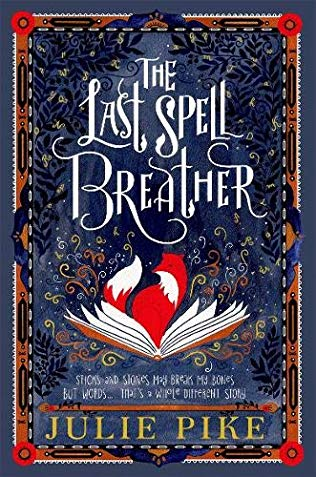 THE
LAST SPELL
BREATHER
STICKS AND STONES MAY BREAK MY BONES
BUT WORDS... THAT'S A WHOLE DIFFERENT STORY
JULIE PIKE